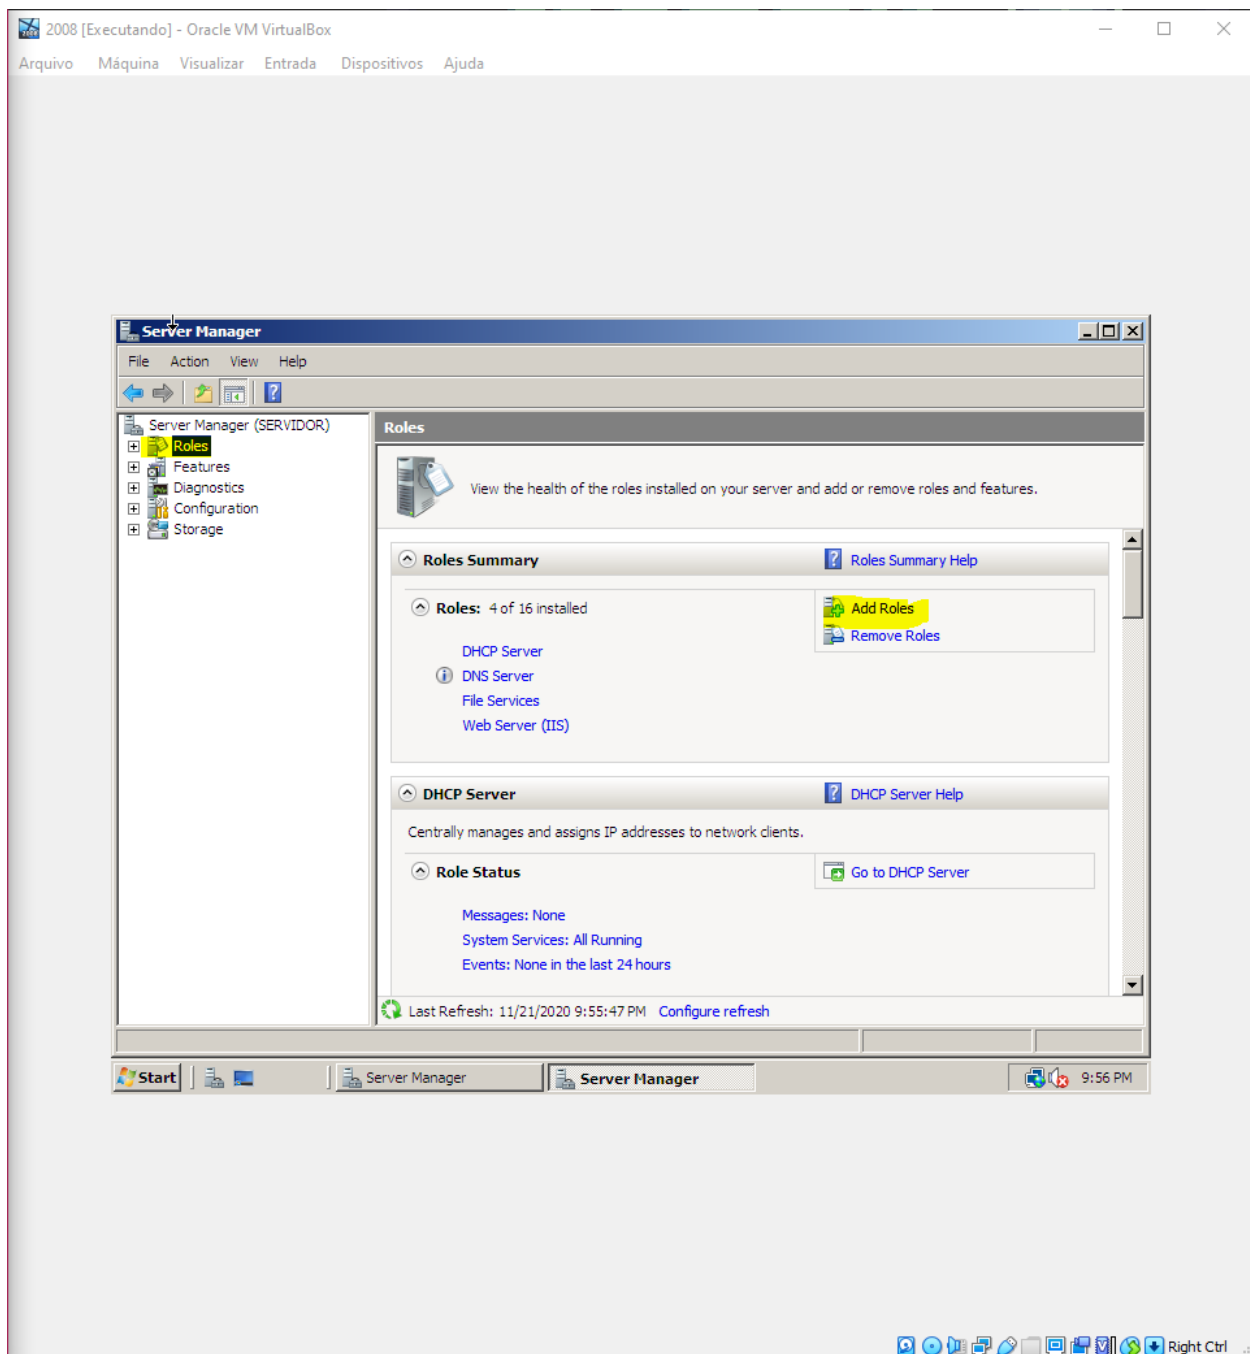 2008 [Executando] - Oracle VM VirtualBox
Arquivo Máquina Visualizar Entrada Dispositivos Ajuda
Server Manager
File Action View Help
Server Manager (SERVIDOR)
Roles
Features
Diagnostics
Configuration
Storage
Roles
View the health of the roles installed on your server and add or remove roles and features.
Roles Summary
Roles Summary Help
Roles: 4 of 16 installed
Add Roles
Remove Roles
DHCP Server
DNS Server
File Services
Web Server (IIS)
DHCP Server
DHCP Server Help
Centrally manages and assigns IP addresses to network clients.
Role Status
Go to DHCP Server
Messages: None
System Services: All Running
Events: None in the last 24 hours
Last Refresh: 11/21/2020 9:55:47 PM Configure refresh
Start
Server Manager
Server Manager
9:56 PM
Right Ctrl